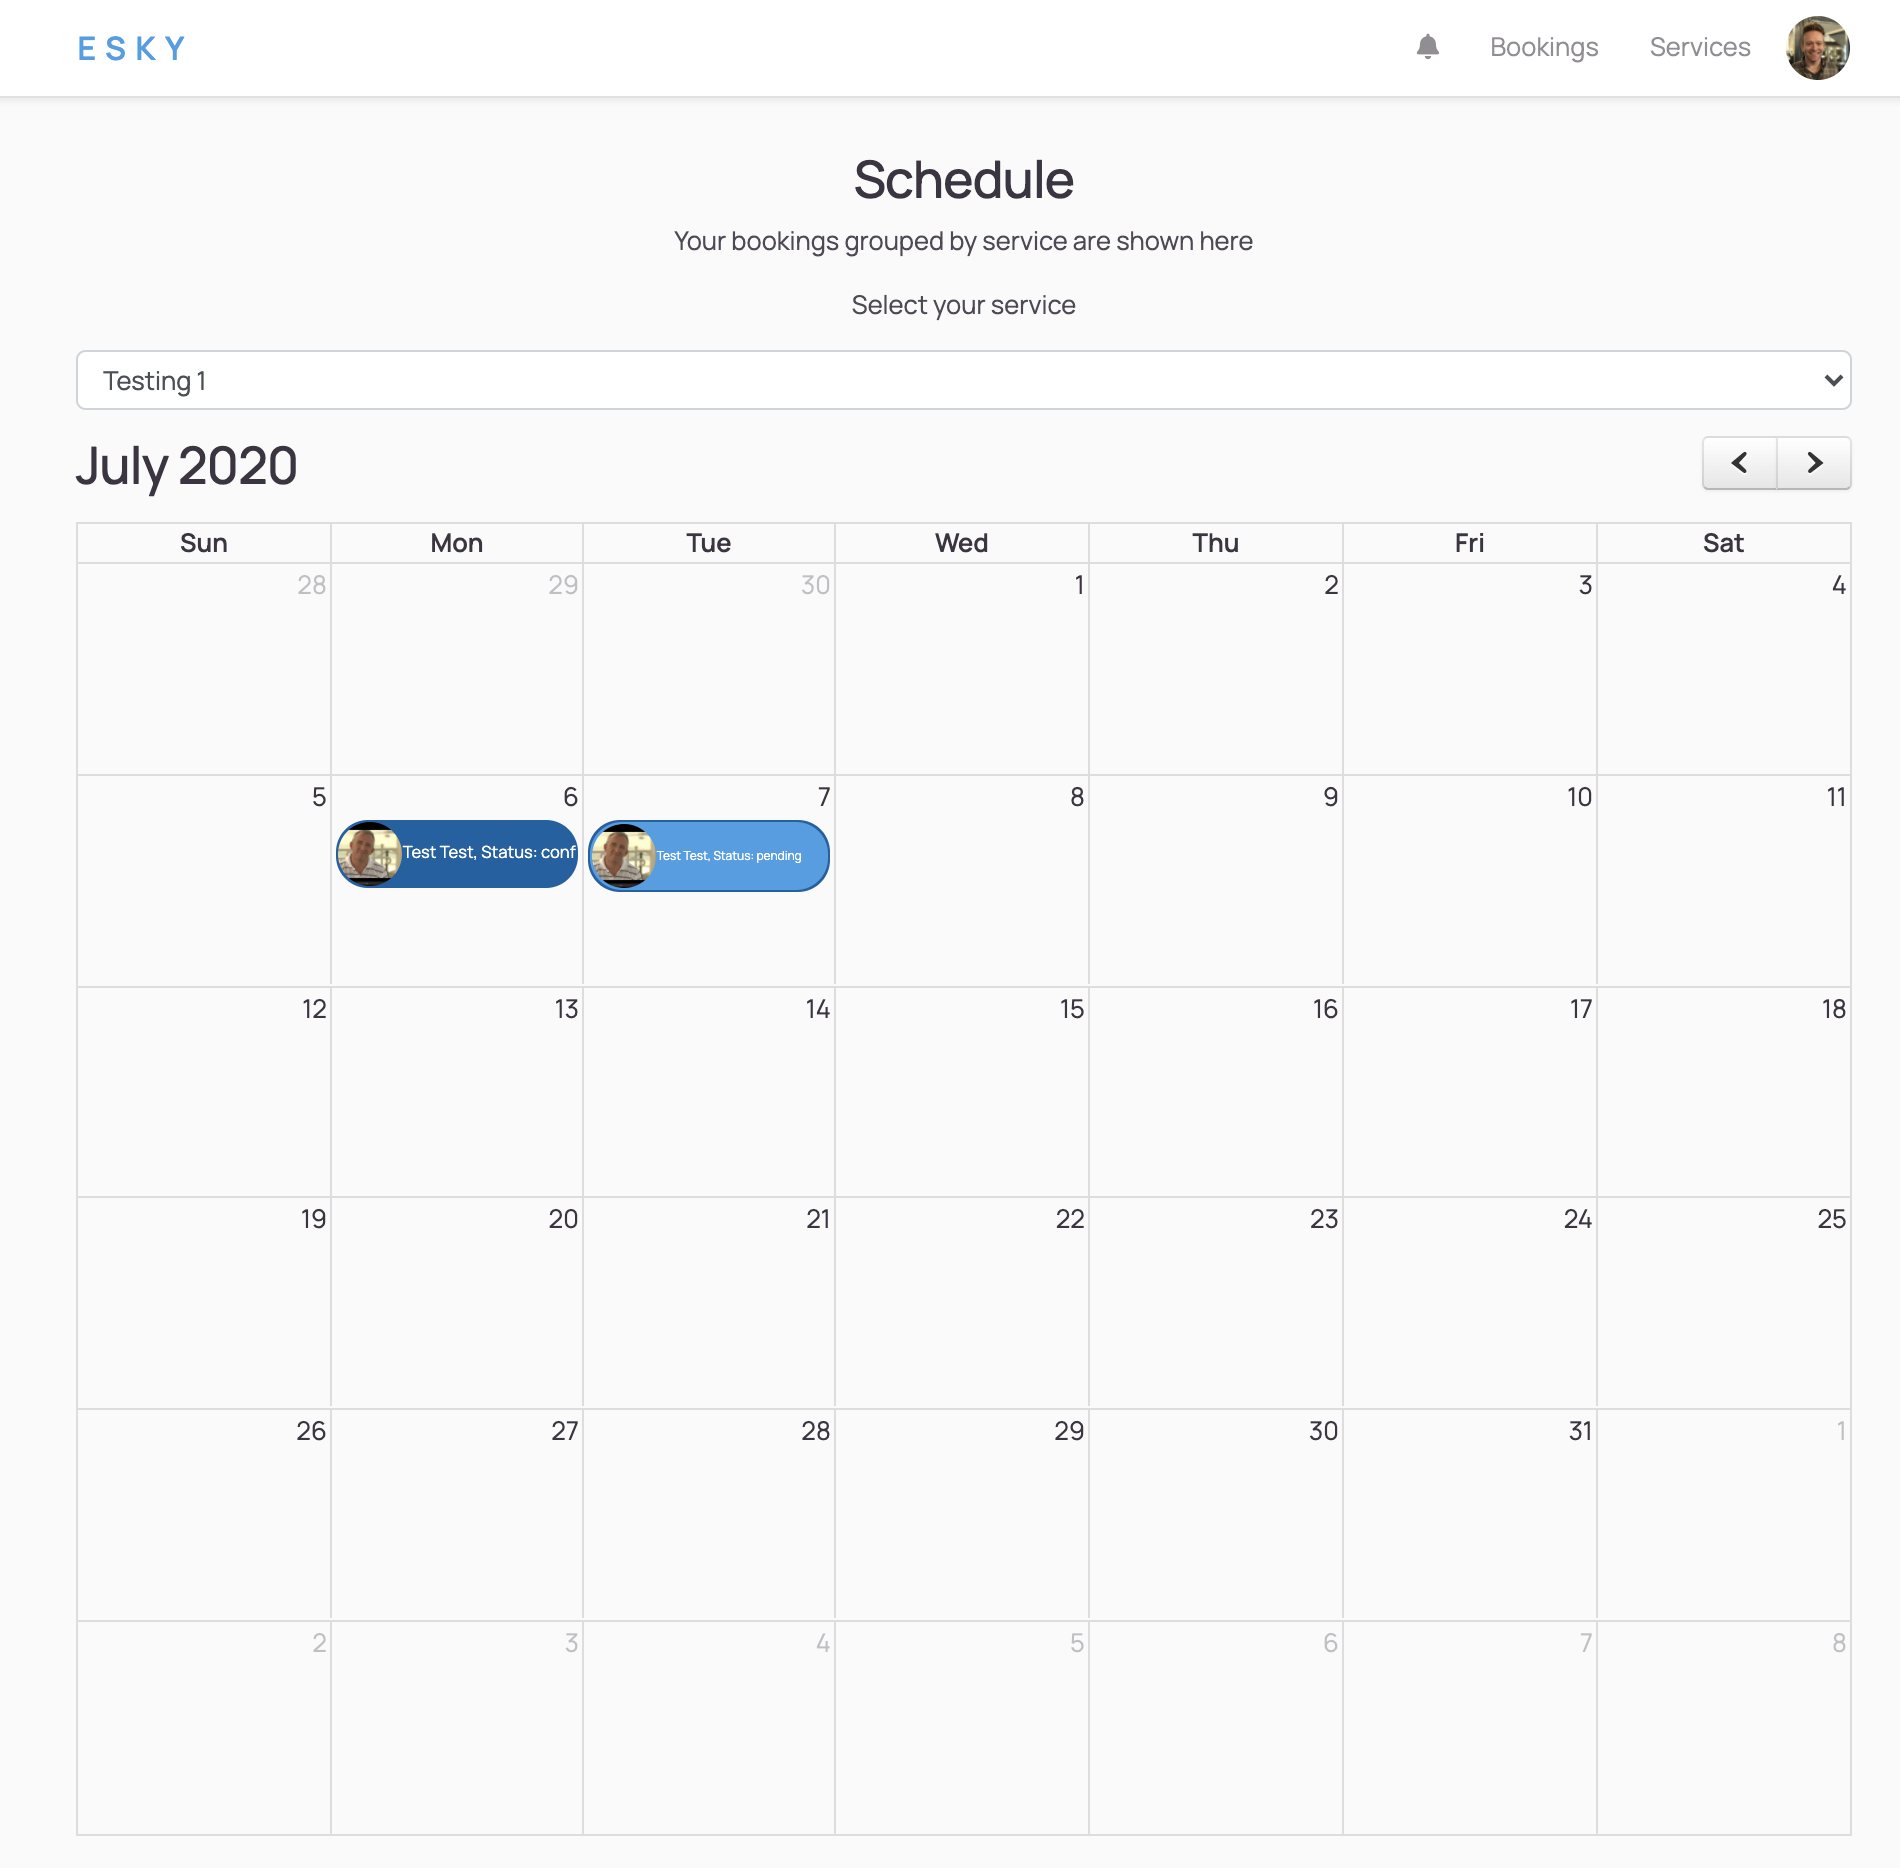 ESKY
Bookings
Services
Schedule
Your bookings grouped by service are shown here
Select your service
Testing 1
July 2020
Sun Mon Tue Wed Thu Fri Sat
28 29 30 1 2 3 4
5 6 7 8 9 10 11
Test Test, Status: conf
Test Test, Status: pending
12 13 14 15 16 17 18
19 20 21 22 23 24 25
26 27 28 29 30 31 1
2 3 4 5 6 7 8